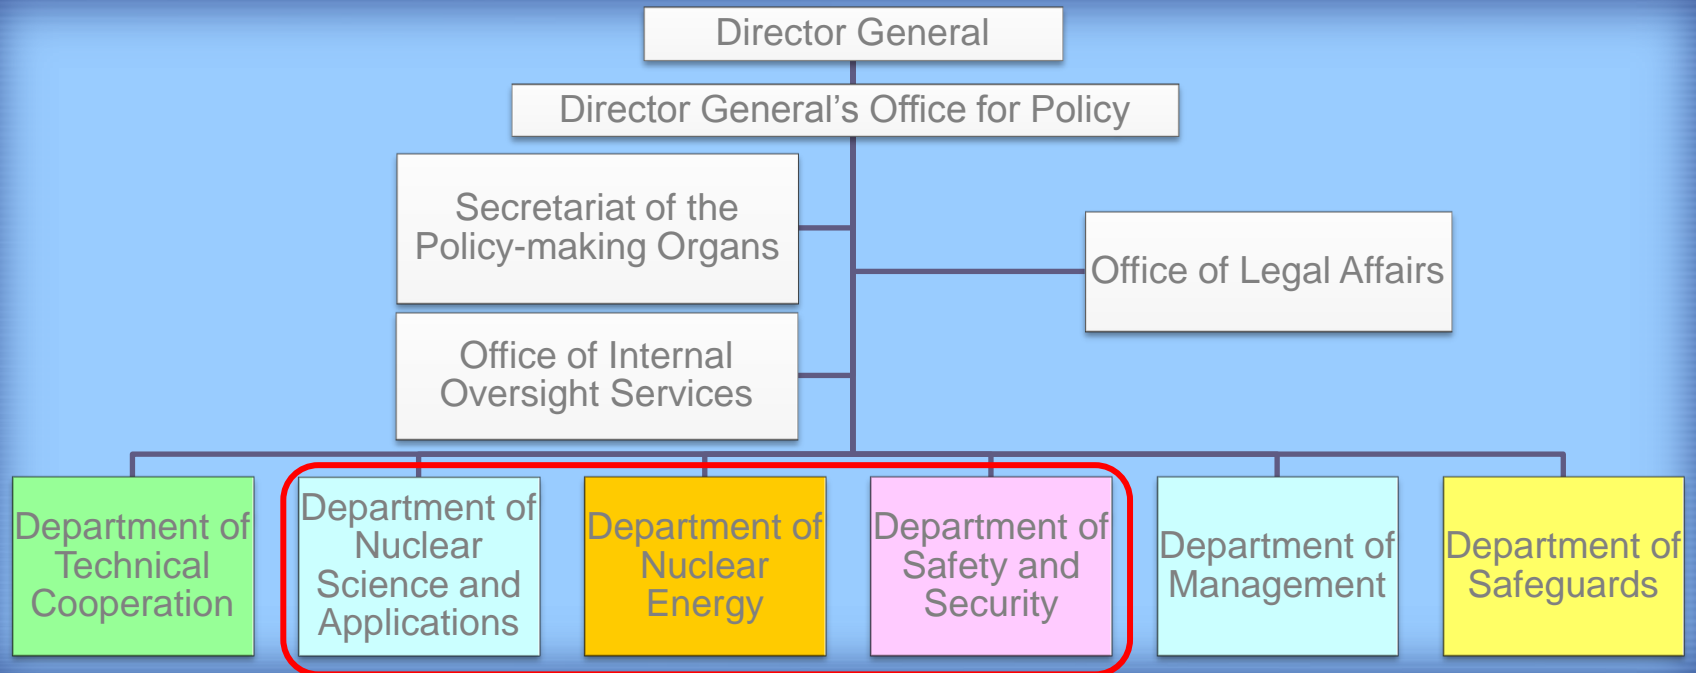 Director General
Director General’s Office for Policy
Secretariat of the
Policy-making Organs
Office of Legal Affairs
Office of Internal
Oversight Services
Department of
Technical
Cooperation
Department of
Nuclear
Science and
Applications
Department of
Nuclear
Energy
Department of
Safety and
Security
Department of
Management
Department of
Safeguards